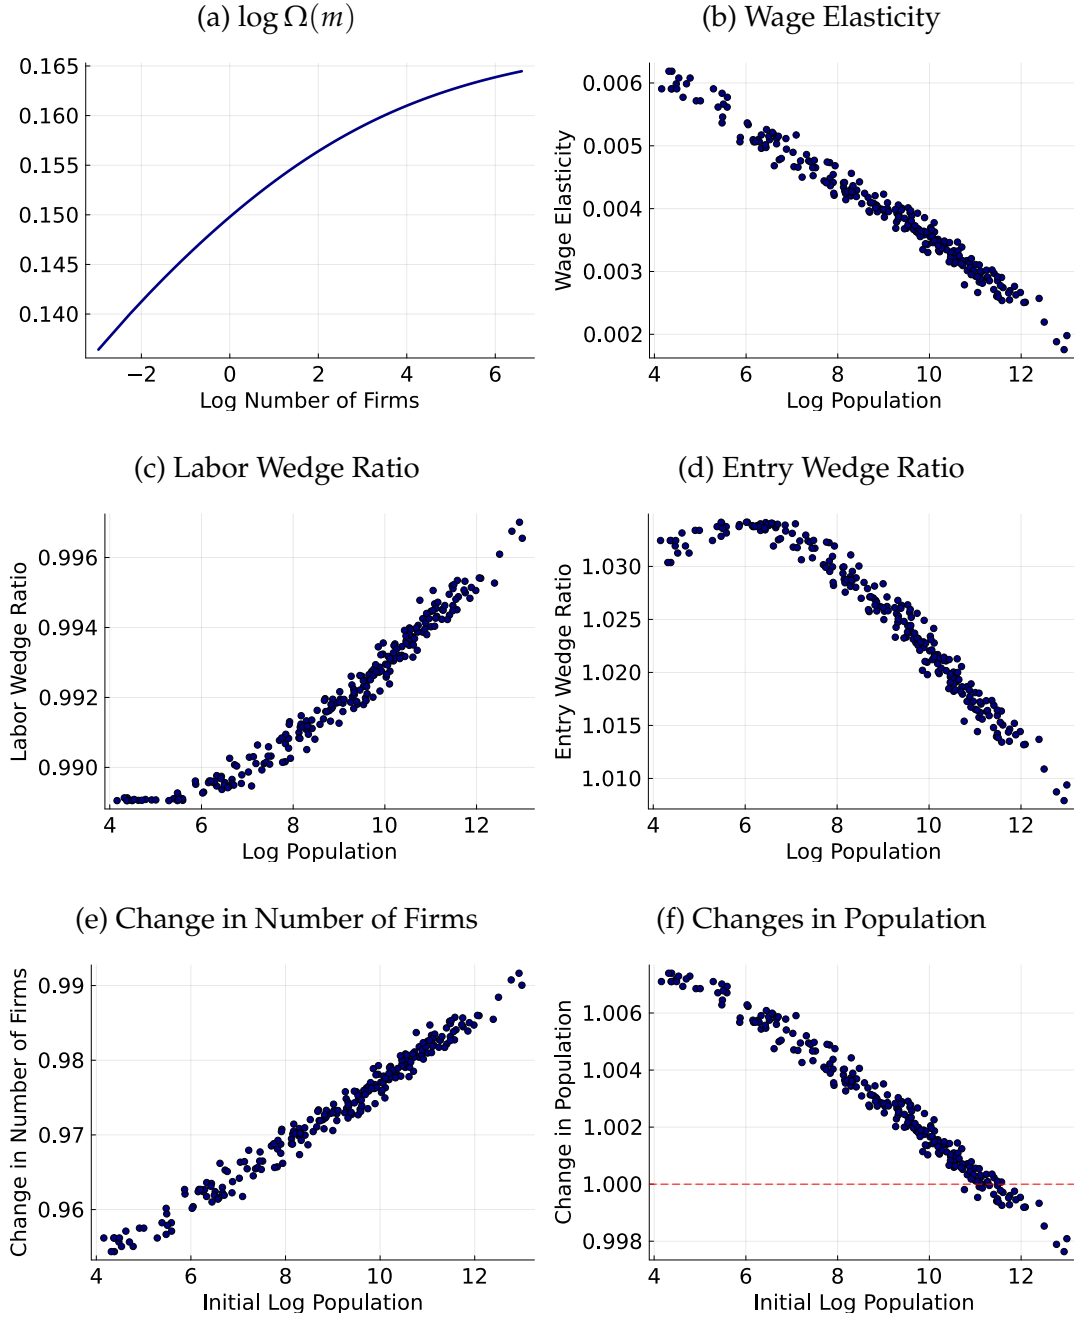 (a) log Ω(m)
0.165
0.160
0.155
0.150
0.145
0.140
−2 0 2 4 6
Log Number of Firms
(b) Wage Elasticity
Wage Elasticity
0.006
0.005
0.004
0.003
0.002
4 6 8 10 12
Log Population
(c) Labor Wedge Ratio
Labor Wedge Ratio
0.996
0.994
0.992
0.990
4 6 8 10 12
Log Population
(d) Entry Wedge Ratio
Entry Wedge Ratio
1.030
1.025
1.020
1.015
1.010
4 6 8 10 12
Log Population
(e) Change in Number of Firms
Change in Number of Firms
0.99
0.98
0.97
0.96
4 6 8 10 12
Initial Log Population
(f) Changes in Population
Change in Population
1.006
1.004
1.002
1.000
0.998
4 6 8 10 12
Initial Log Population